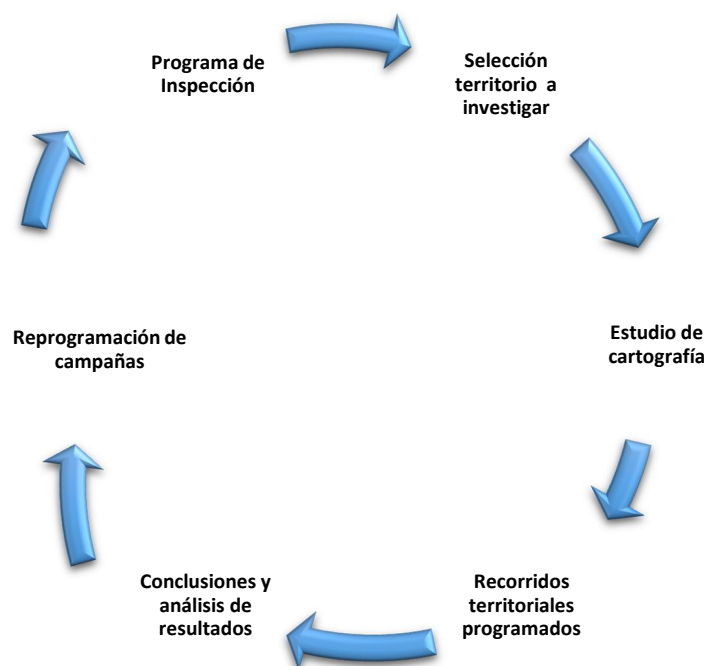 Programa de
Inspección
Selección
territorio a
investigar
Estudio de
cartografía
Recorridos
territoriales
programados
Conclusiones y
análisis de
resultados
Reprogramación de
campañas